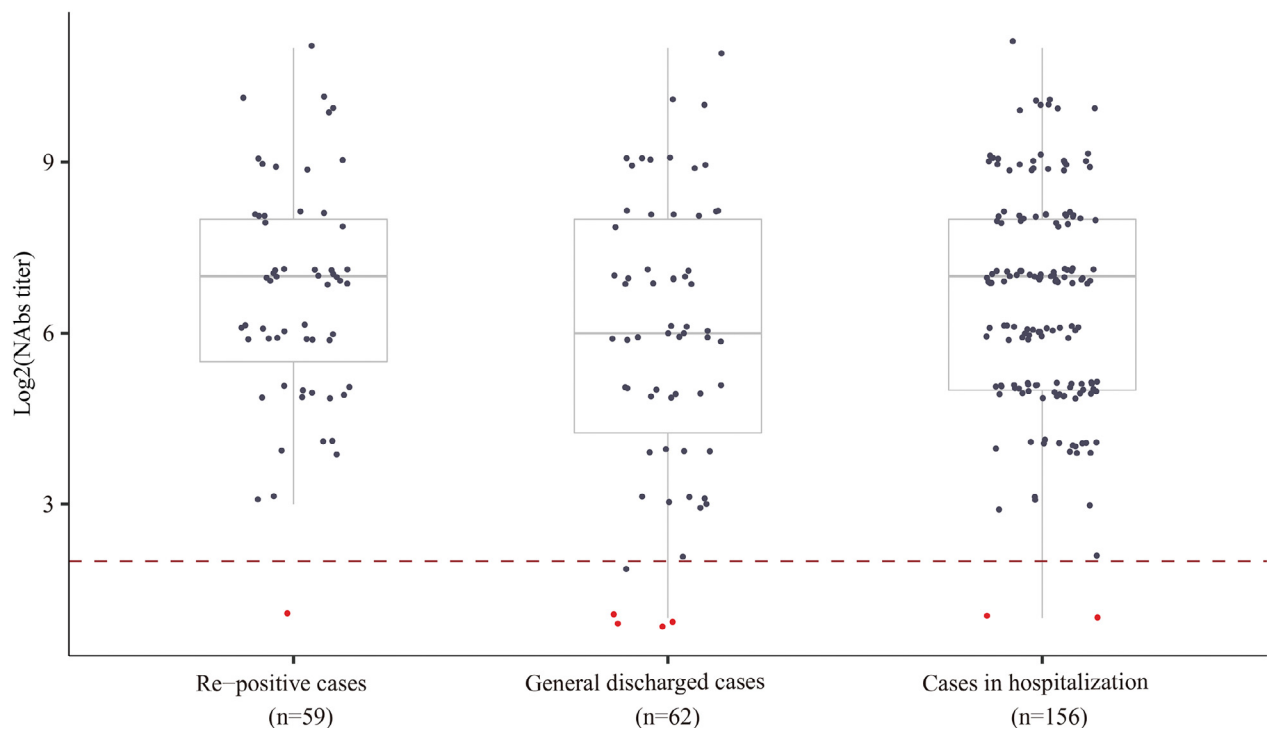 Log2(NAbs titer)
9
6
3
Re−positive cases
(n=59)
General discharged cases
(n=62)
Cases in hospitalization
(n=156)